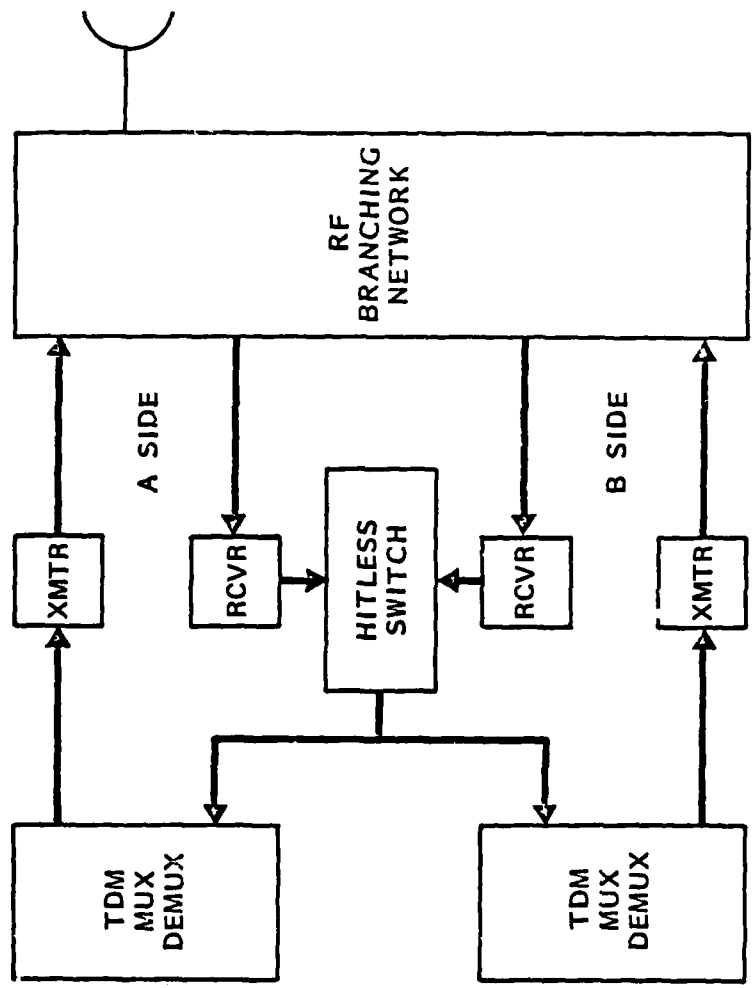 TDM
MUX
DEMUX
XMTR
A SIDE
RCVR
HITLESS
SWITCH
RF
BRANCHING
NETWORK
RCVR
B SIDE
TDM
MUX
DEMUX
XMTR